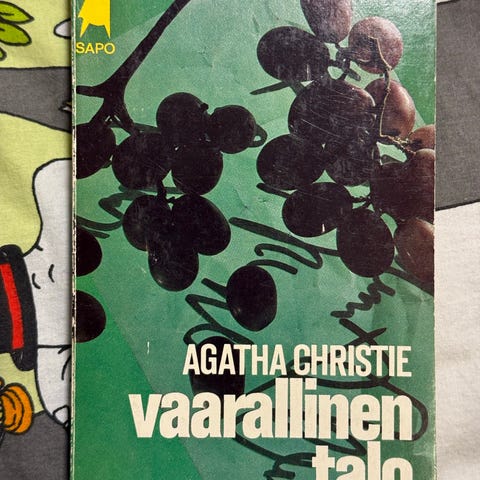 SAPO
AGATHA CHRISTIE
vaarallinen
talo